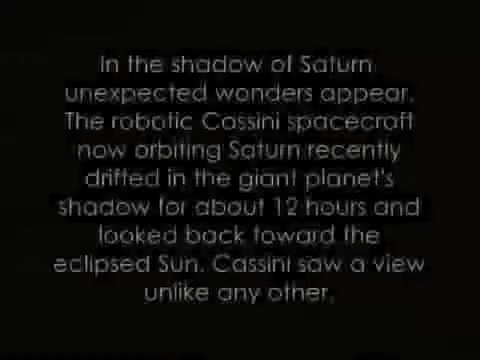 In the shadow of Saturn
unexpected wonders appear.
The robotic Cassini spacecraft
now orbiting Saturn recently
drifted in the giant planet's
shadow for about 12 hours and
looked back toward the
eclipsed Sun. Cassini saw a view
unlike any other.